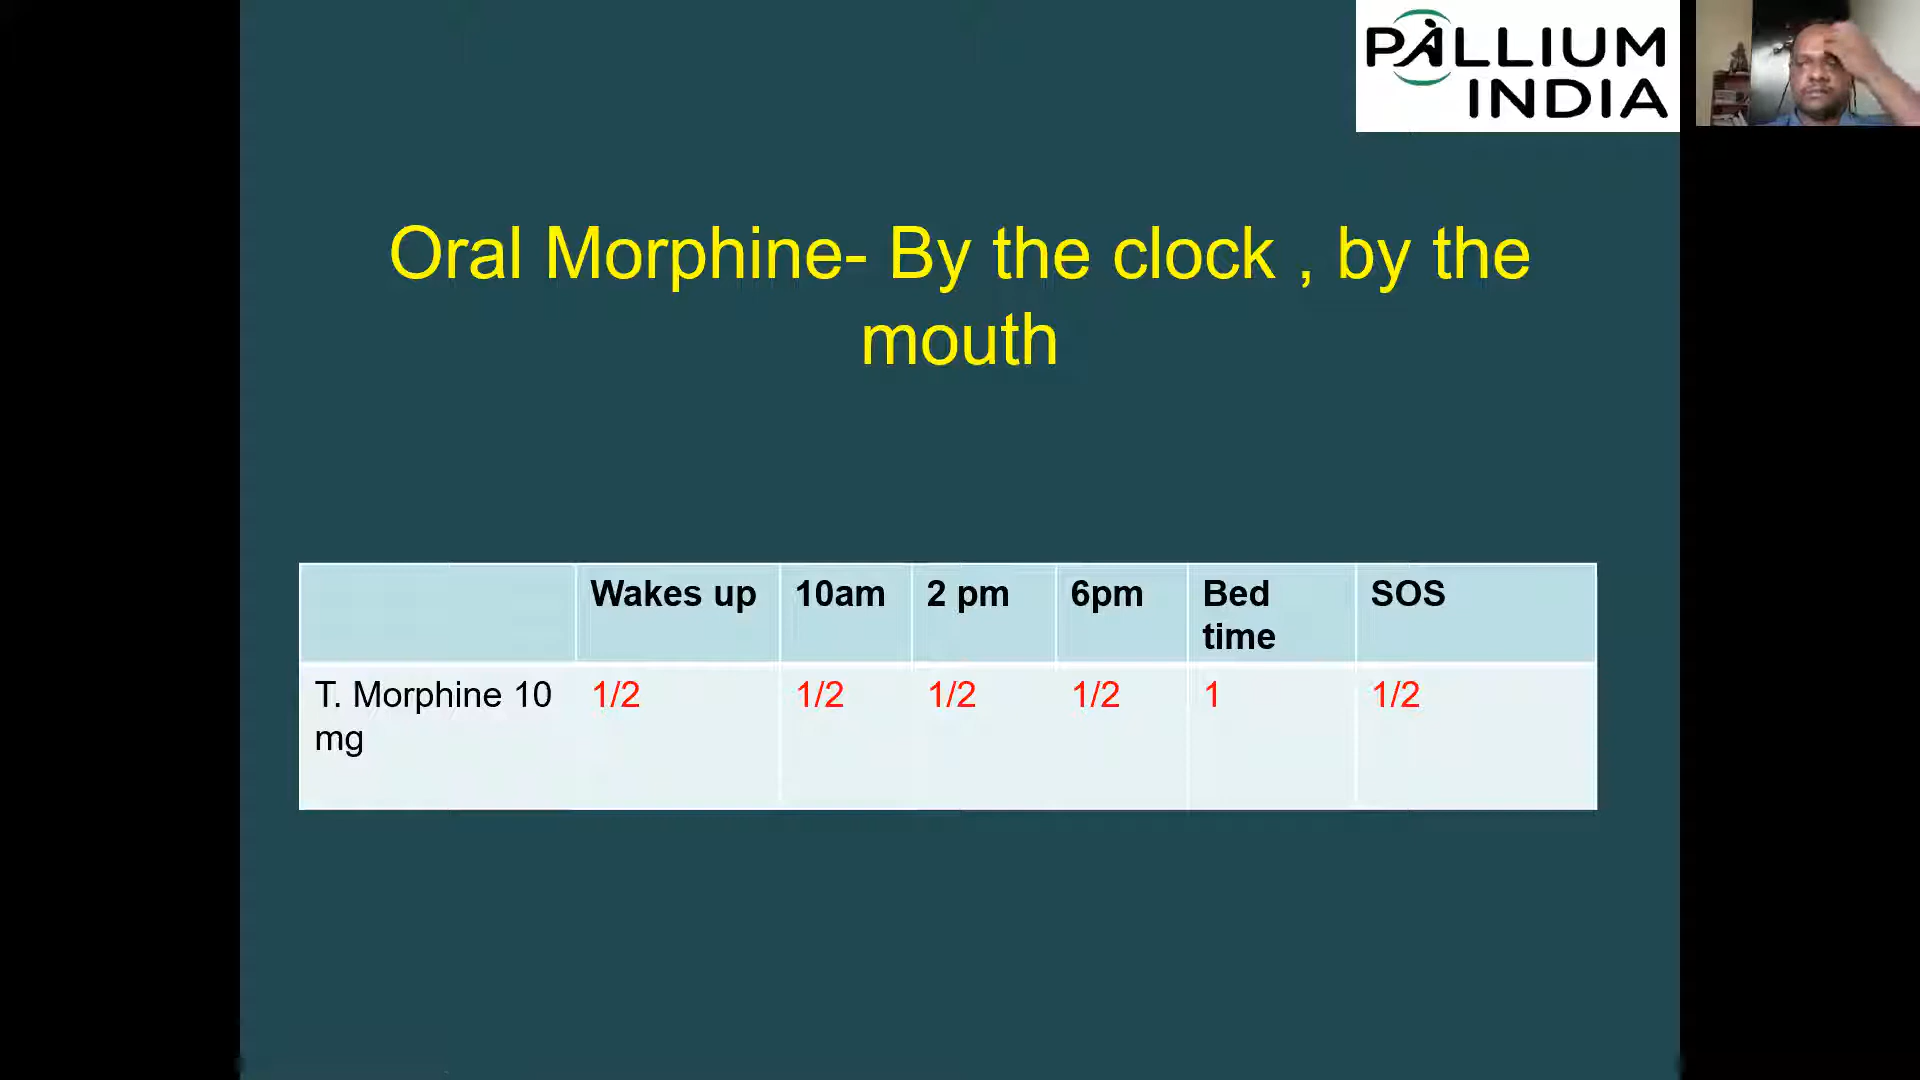 PALLIUM
INDIA
Oral Morphine- By the clock , by the
mouth
Wakes up 10am 2 pm 6pm Bed time SOS
T. Morphine 10 mg 1/2 1/2 1/2 1/2 1 1/2